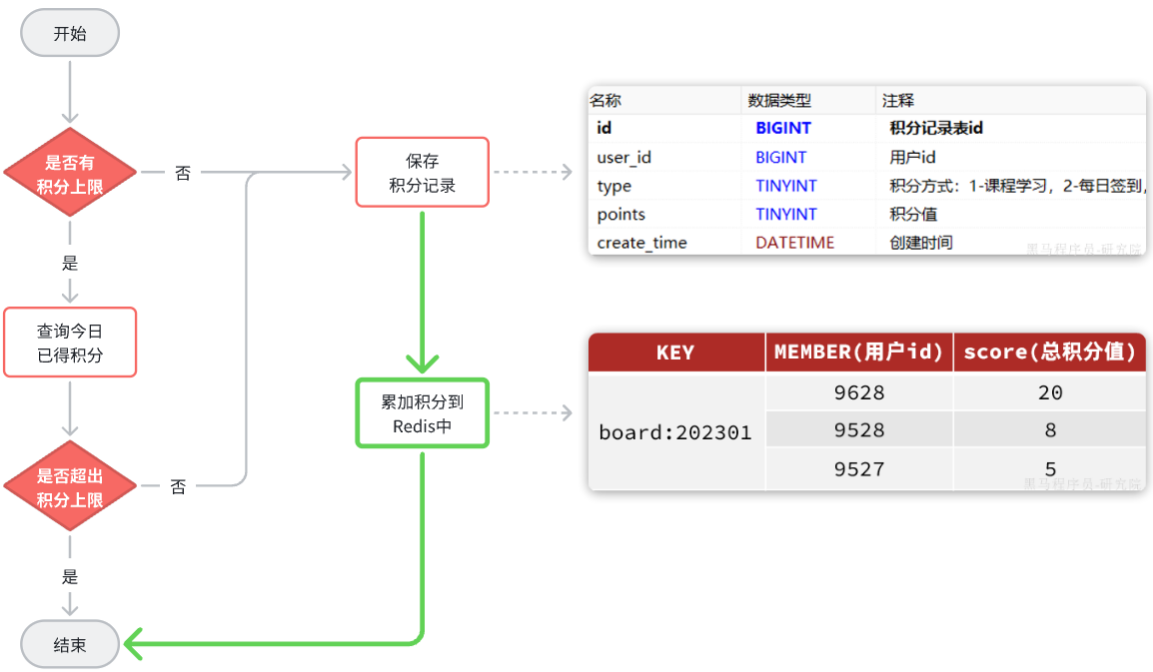 开始
是否有
积分上限
否
是
查询今日
已得积分
是否超出
积分上限
否
是
结束
保存
积分记录
累加积分到
Redis中
名称 数据类型 注释
id BIGINT 积分记录表id
user_id BIGINT 用户id
type TINYINT 积分方式：1-课程学习，2-每日签到，
points TINYINT 积分值
create_time DATETIME 创建时间
黑马程序员-研究院
KEY MEMBER(用户id) score(总积分值)
board:202301
9628 20
9528 8
9527 5
黑马程序员-研究院